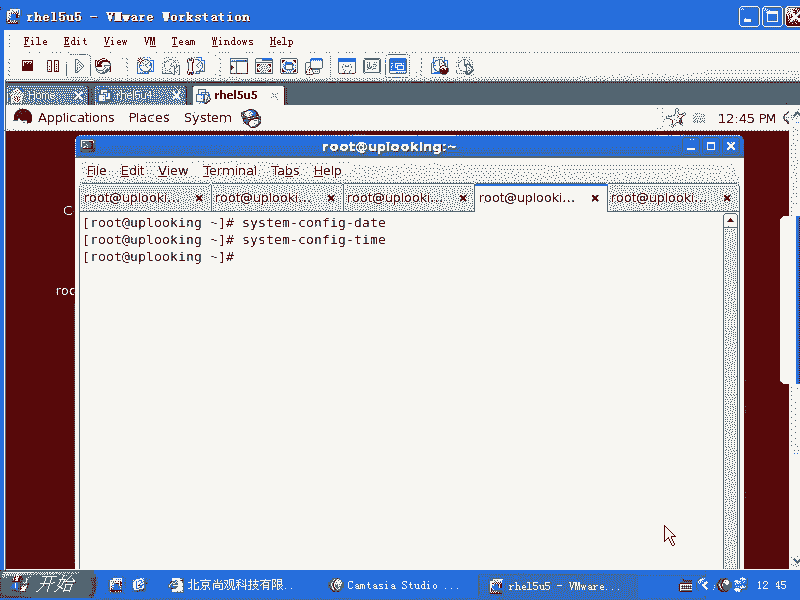 rhel5u5 - VMware Workstation
File Edit View VM Team Windows Help
Home rhel5u4 rhel5u5
Applications Places System 12:45 PM
root@uplooking:~
File Edit View Terminal Tabs Help
root@uplooki... root@uplooki... root@uplooki... root@uplooki... root@uplooki...
[root@uplooking ~]# system-config-date
[root@uplooking ~]# system-config-time
[root@uplooking ~]#
C
roo
开始 北京尚观科技有限.. Camtasia Studio ... rhel5u5 - VMware... 12 45